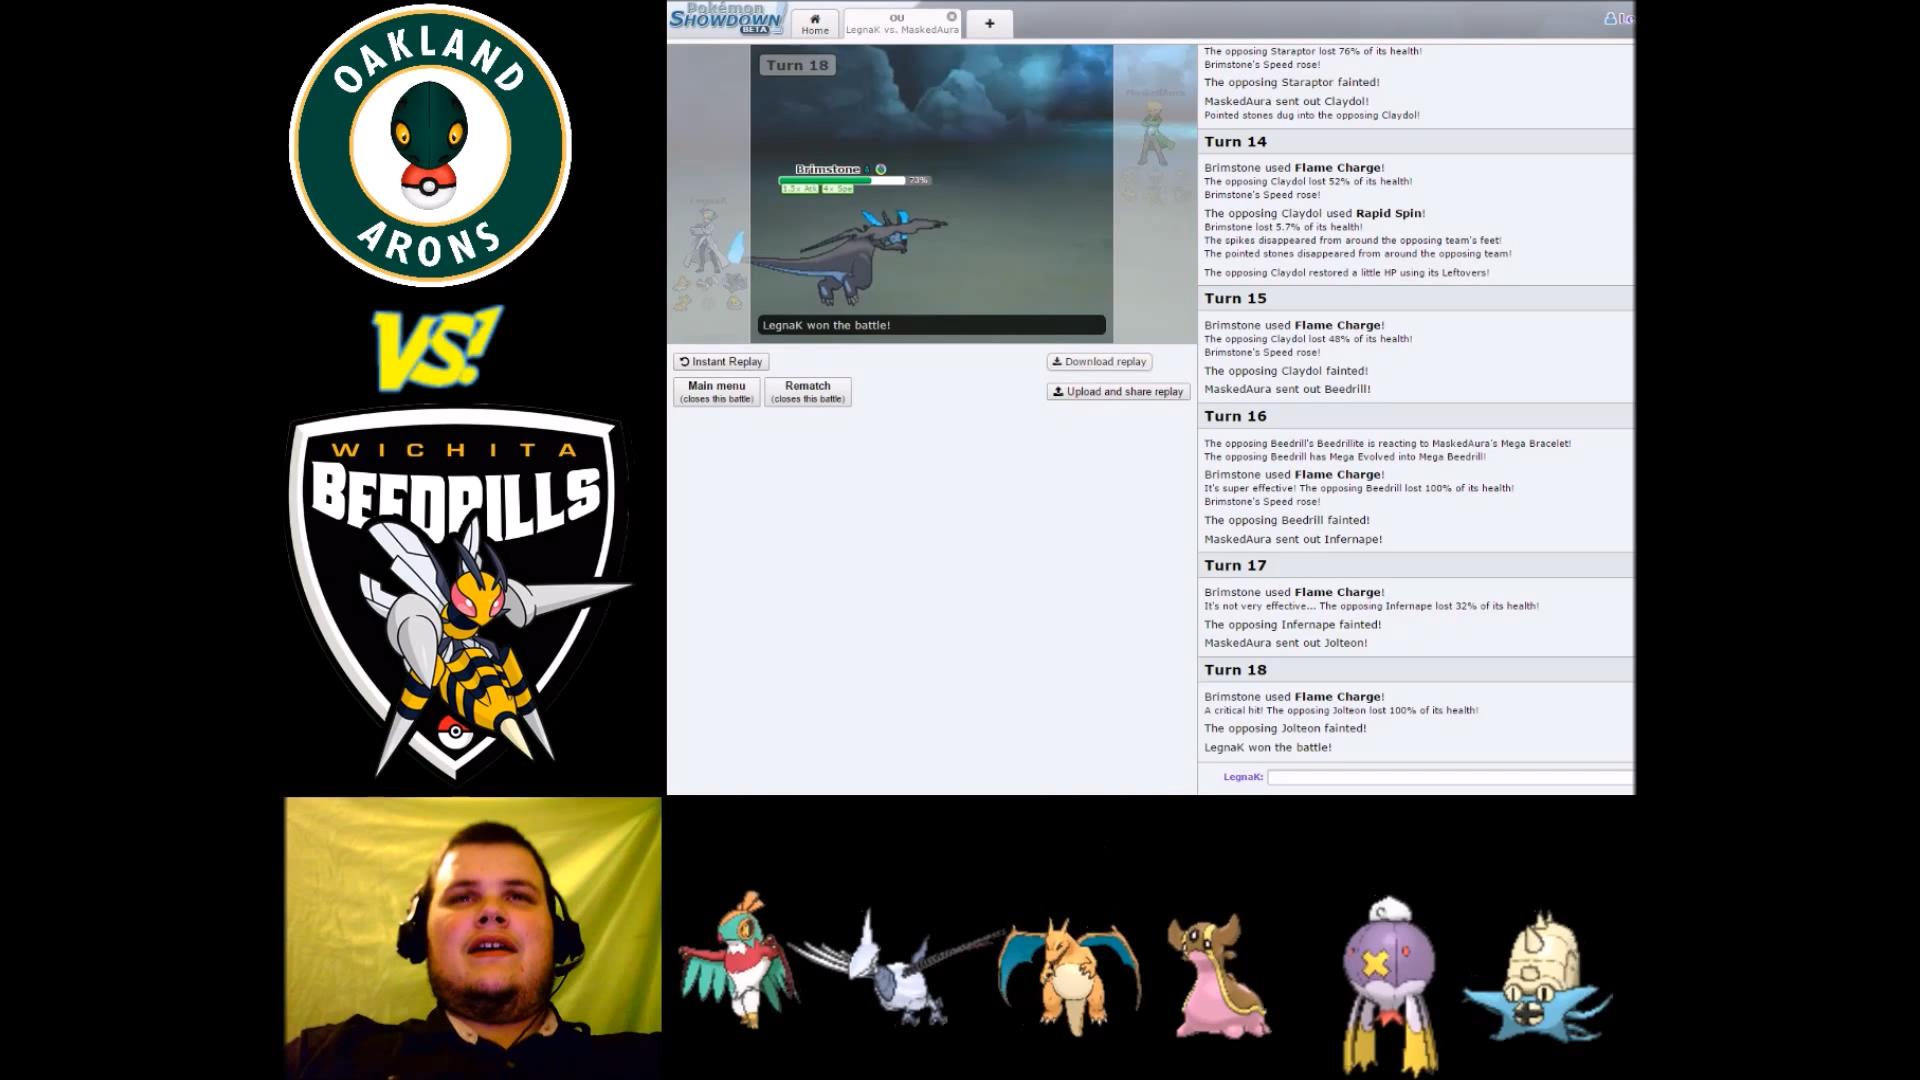 OAKLAND
ARONS
VS!
WICHITA
BEEDRILLS
Pokémon
SHOWDOWN
BETA
Home
OU
LegnaK vs. MaskedAura
+
Turn 18
MaskedAura
LegnaK
Brimstone
73%
1.5x Atk 4x Spe
LegnaK won the battle!
Instant Replay
Download replay
Main menu
(closes this battle)
Rematch
(closes this battle)
Upload and share replay
The opposing Staraptor lost 76% of its health!
Brimstone's Speed rose!
The opposing Staraptor fainted!
MaskedAura sent out Claydol!
Pointed stones dug into the opposing Claydol!
Turn 14
Brimstone used Flame Charge!
The opposing Claydol lost 52% of its health!
Brimstone's Speed rose!
The opposing Claydol used Rapid Spin!
Brimstone lost 5.7% of its health!
The spikes disappeared from around the opposing team's feet!
The pointed stones disappeared from around the opposing team!
The opposing Claydol restored a little HP using its Leftovers!
Turn 15
Brimstone used Flame Charge!
The opposing Claydol lost 48% of its health!
Brimstone's Speed rose!
The opposing Claydol fainted!
MaskedAura sent out Beedrill!
Turn 16
The opposing Beedrill's Beedrillite is reacting to MaskedAura's Mega Bracelet!
The opposing Beedrill has Mega Evolved into Mega Beedrill!
Brimstone used Flame Charge!
It's super effective! The opposing Beedrill lost 100% of its health!
Brimstone's Speed rose!
The opposing Beedrill fainted!
MaskedAura sent out Infernape!
Turn 17
Brimstone used Flame Charge!
It's not very effective... The opposing Infernape lost 32% of its health!
The opposing Infernape fainted!
MaskedAura sent out Jolteon!
Turn 18
Brimstone used Flame Charge!
A critical hit! The opposing Jolteon lost 100% of its health!
The opposing Jolteon fainted!
LegnaK won the battle!
LegnaK: